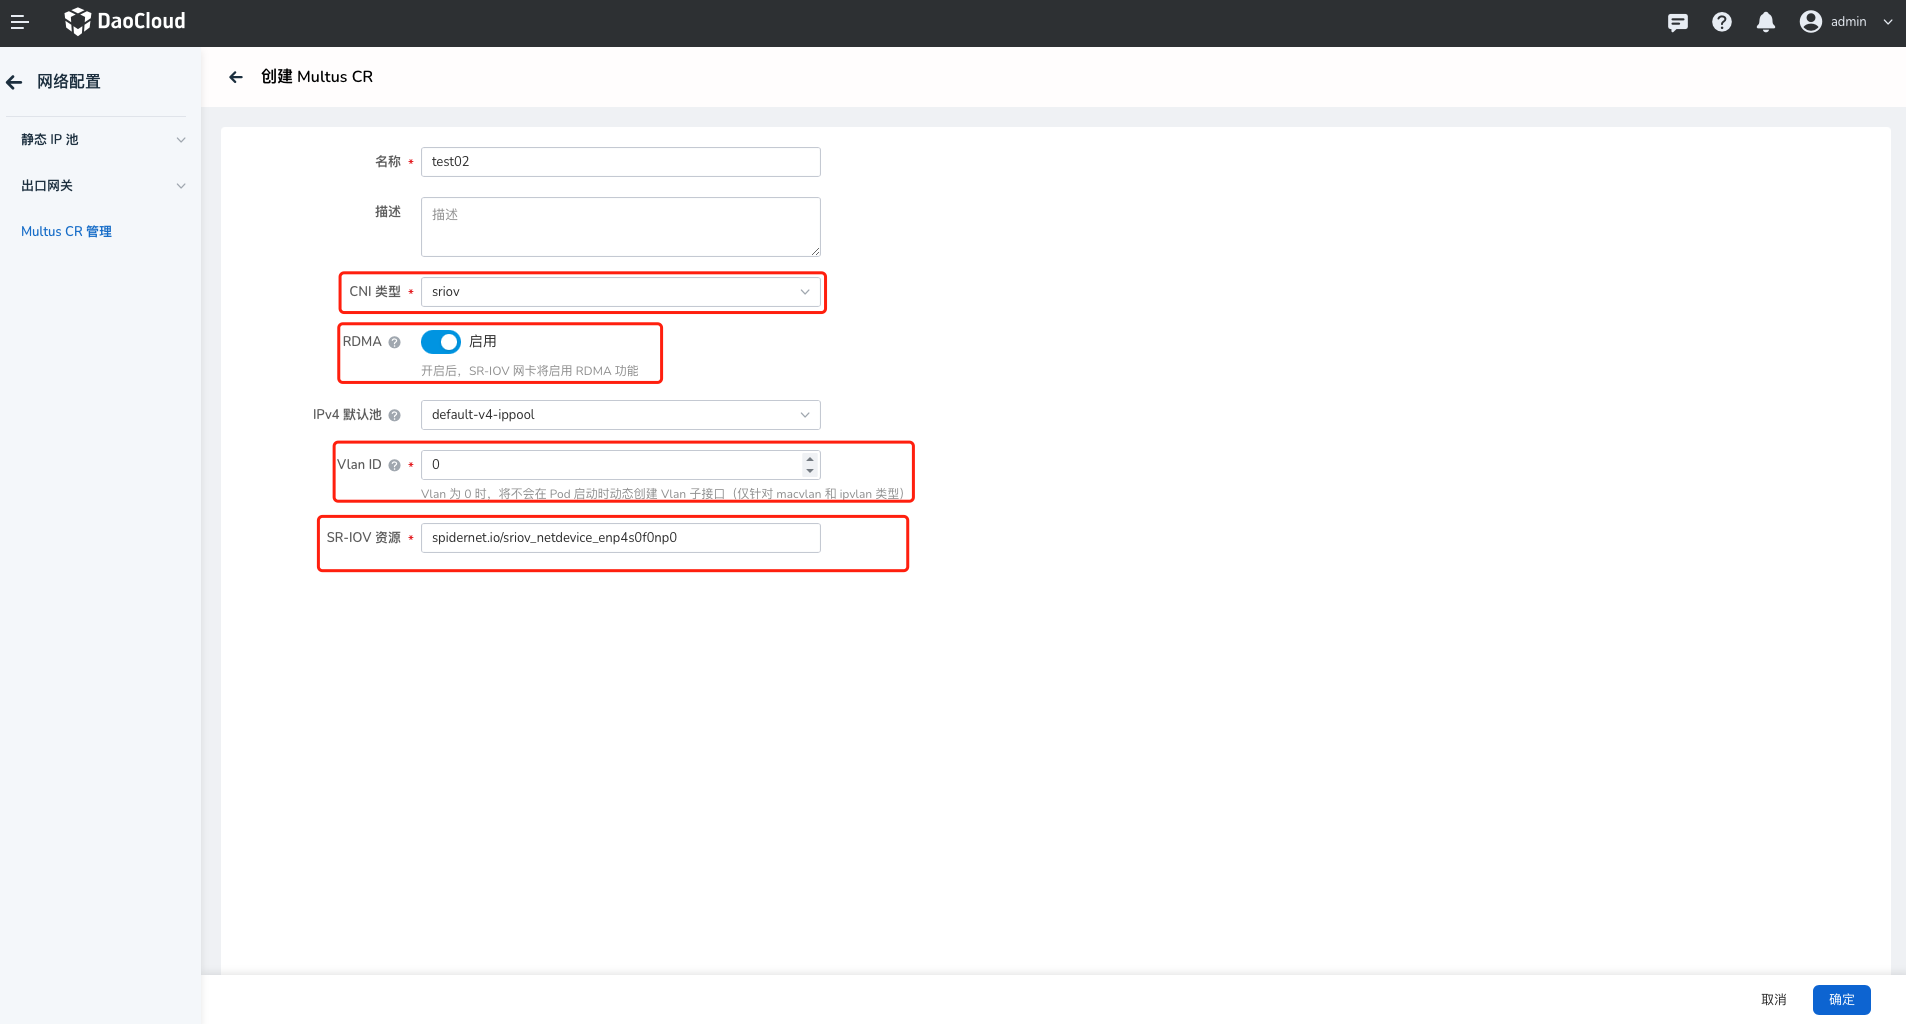 DaoCloud
admin
网络配置
创建 Multus CR
静态 IP 池
出口网关
Multus CR 管理
名称 * test02
描述 描述
CNI 类型 * sriov
RDMA 启用
开启后，SR-IOV 网卡将启用 RDMA 功能
IPv4 默认池 default-v4-ippool
Vlan ID * 0
Vlan 为 0 时，将不会在 Pod 启动时动态创建 Vlan 子接口（仅针对 macvlan 和 ipvlan 类型）
SR-IOV 资源 * spidernet.io/sriov_netdevice_enp4s0f0np0
取消 确定